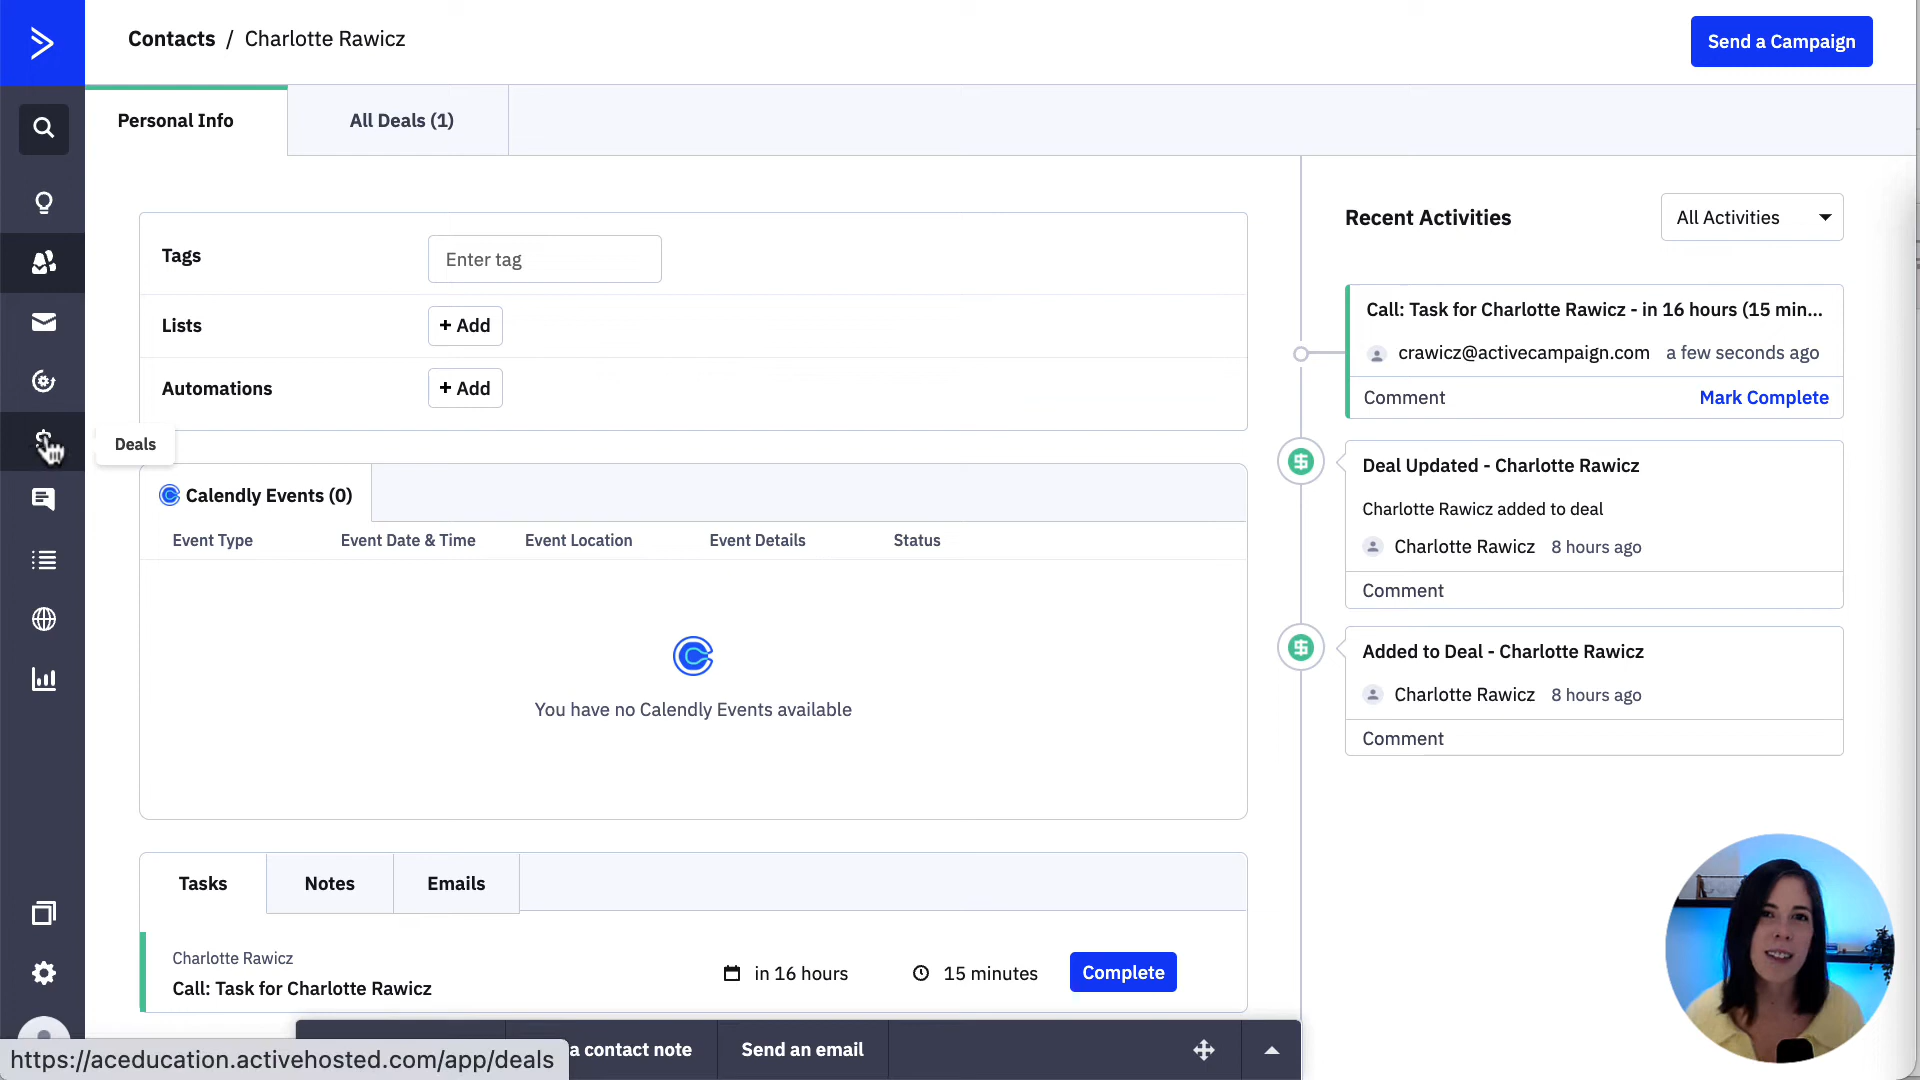 Contacts / Charlotte Rawicz
Send a Campaign
Personal Info
All Deals (1)
Tags
Enter tag
Lists
+ Add
Automations
+ Add
Deals
Calendly Events (0)
Event Type
Event Date & Time
Event Location
Event Details
Status
You have no Calendly Events available
Tasks
Notes
Emails
Charlotte Rawicz
Call: Task for Charlotte Rawicz
in 16 hours
15 minutes
Complete
Recent Activities
All Activities
Call: Task for Charlotte Rawicz - in 16 hours (15 min...
crawicz@activecampaign.com a few seconds ago
Comment
Mark Complete
Deal Updated - Charlotte Rawicz
Charlotte Rawicz added to deal
Charlotte Rawicz 8 hours ago
Comment
Added to Deal - Charlotte Rawicz
Charlotte Rawicz 8 hours ago
Comment
a contact note
Send an email
https://aceducation.activehosted.com/app/deals